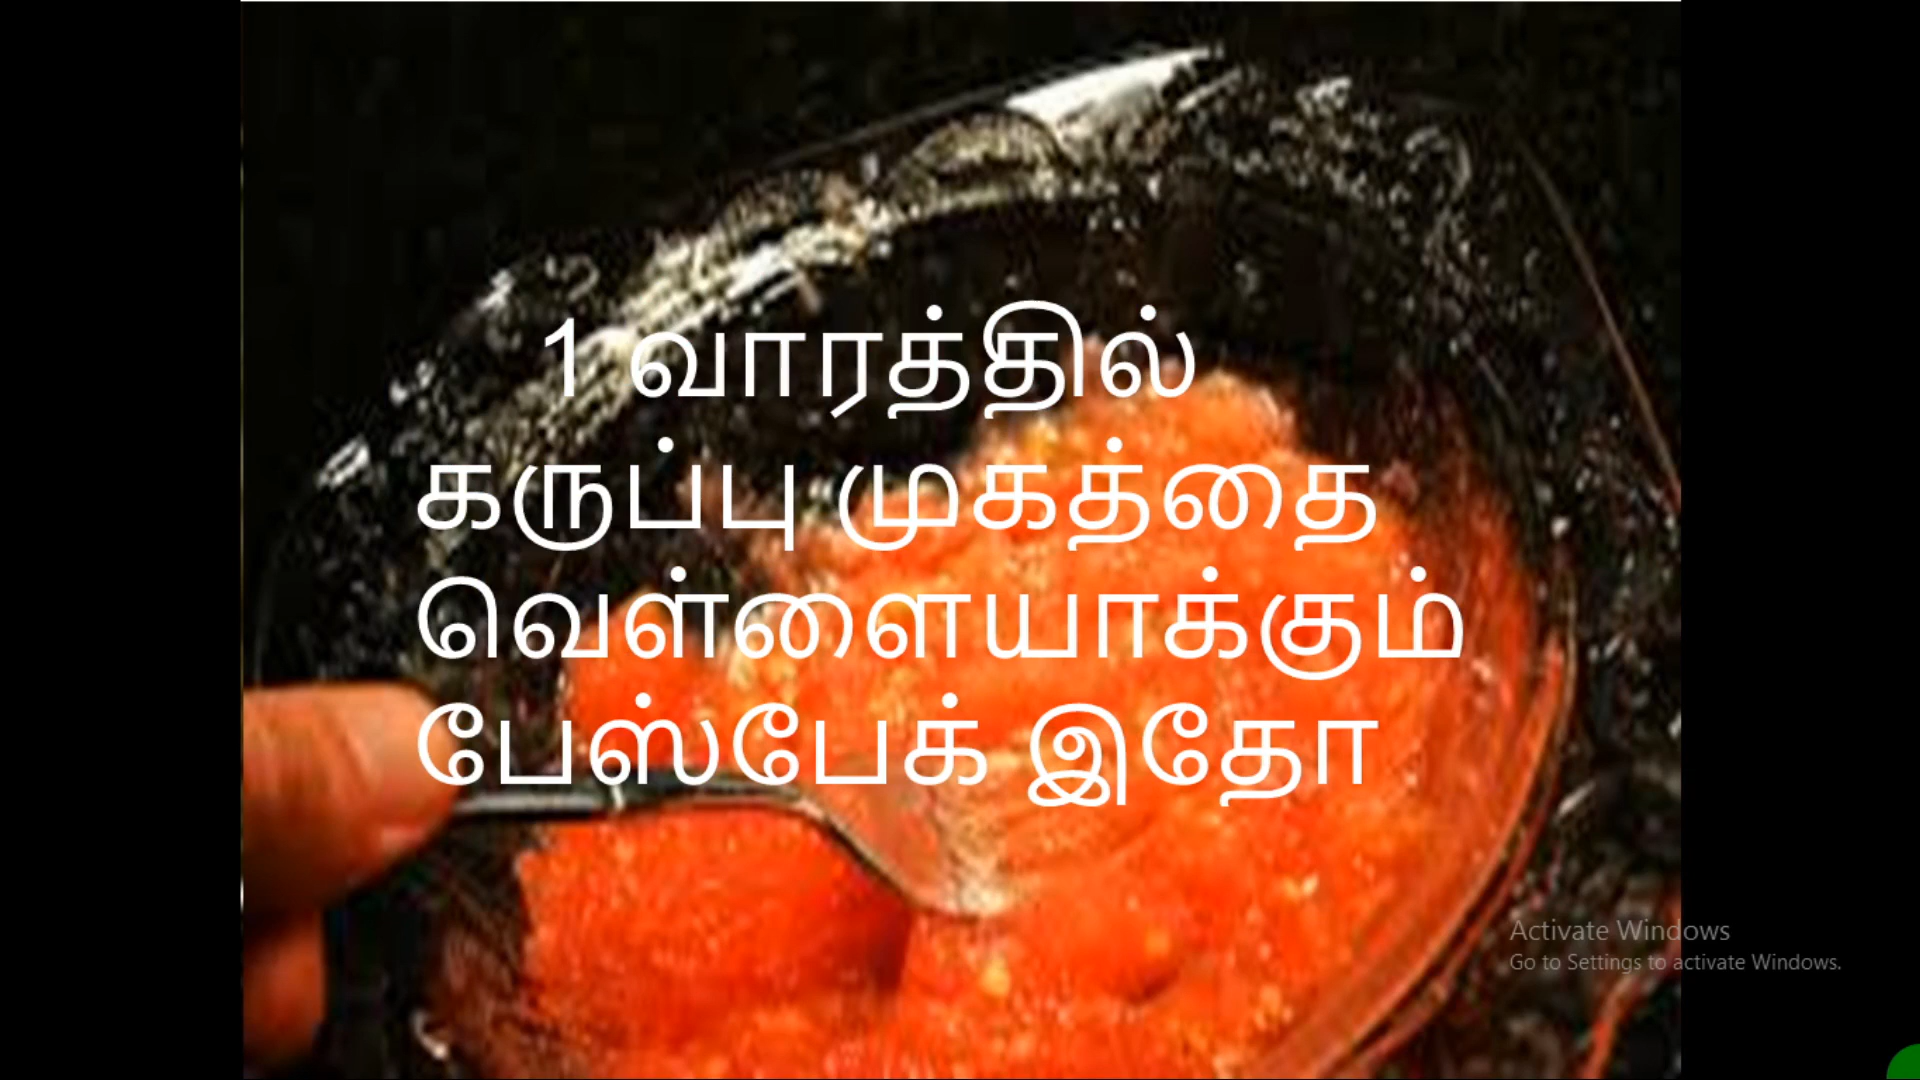 1 வாரத்தில்
கருப்பு முகத்தை
வெள்ளையாக்கும்
பேஸ்பேக் இதோ
Activate Windows
Go to Settings to activate Windows.